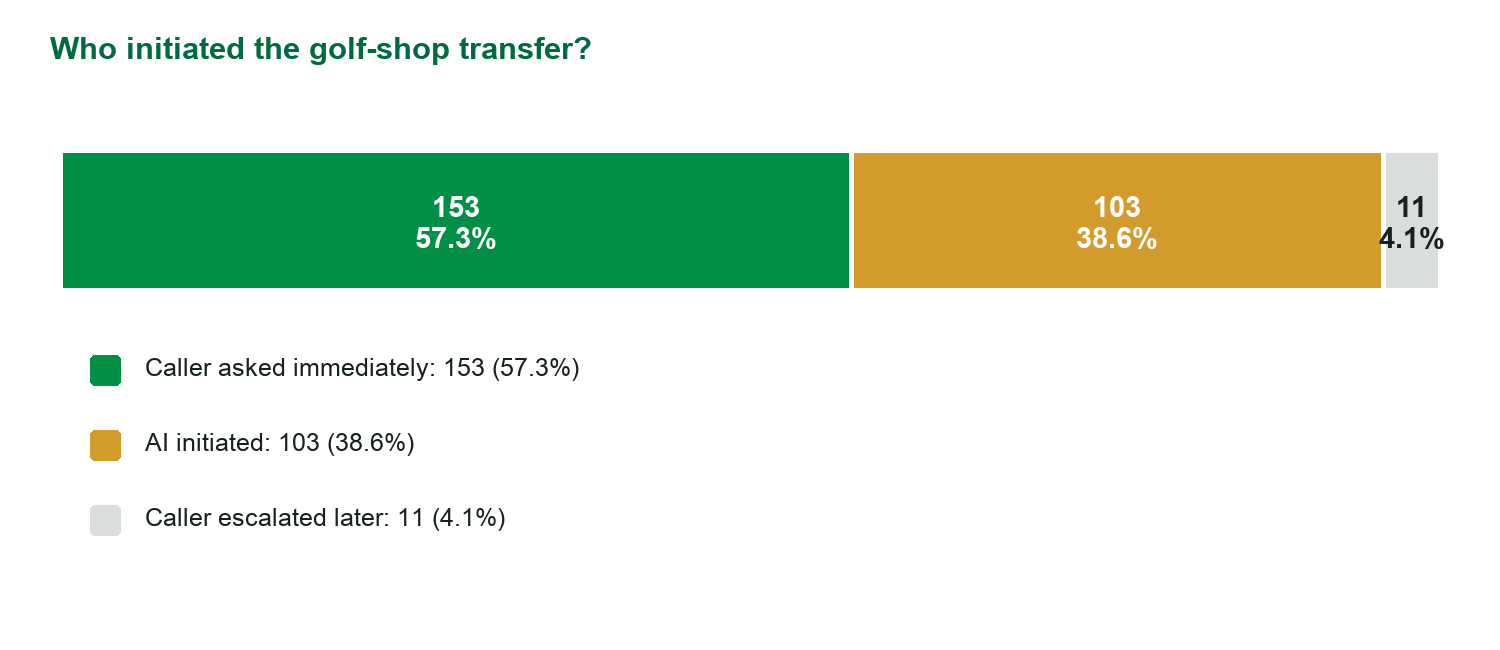 Who initiated the golf-shop transfer?
153
57.3%
103
38.6%
11
4.1%
Caller asked immediately: 153 (57.3%)
AI initiated: 103 (38.6%)
Caller escalated later: 11 (4.1%)